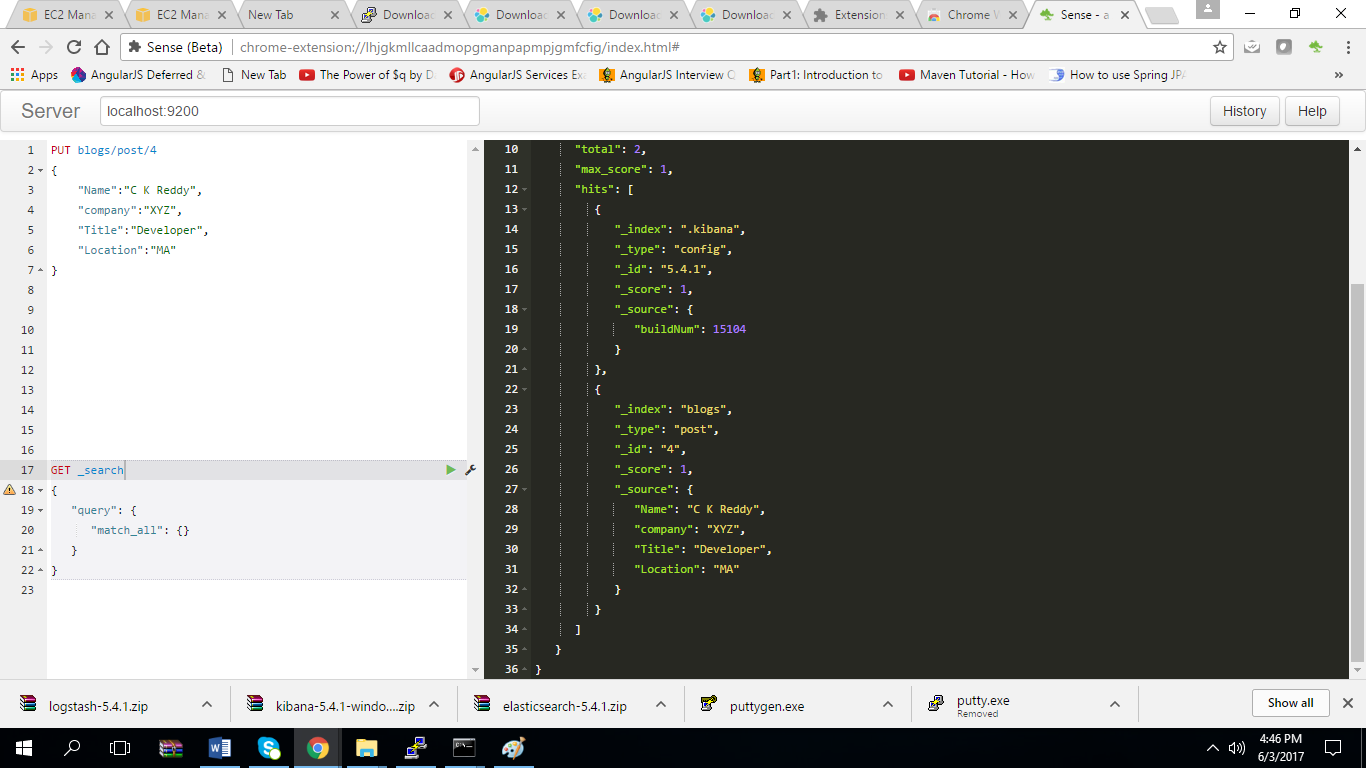 EC2 Mana
EC2 Mana
New Tab
Download
Download
Download
Download
Extension
Chrome W
Sense - a
Sense (Beta)
chrome-extension://lhjgkmllcaadmopgmanpapmpjgmfcfig/index.html#
Apps
AngularJS Deferred &
New Tab
The Power of $q by D
AngularJS Services Ex
AngularJS Interview Q
Part1: Introduction to
Maven Tutorial - How
How to use Spring JPA
»
Server
localhost:9200
History
Help
1 PUT blogs/post/4
2 {
3 "Name":"C K Reddy",
4 "company":"XYZ",
5 "Title":"Developer",
6 "Location":"MA"
7 }
8
9
10
11
12
13
14
15
16
17 GET _search
18 {
19 "query": {
20 "match_all": {}
21 }
22 }
23
10 "total": 2,
11 "max_score": 1,
12 "hits": [
13 {
14 "_index": ".kibana",
15 "_type": "config",
16 "_id": "5.4.1",
17 "_score": 1,
18 "_source": {
19 "buildNum": 15104
20 }
21 },
22 {
23 "_index": "blogs",
24 "_type": "post",
25 "_id": "4",
26 "_score": 1,
27 "_source": {
28 "Name": "C K Reddy",
29 "company": "XYZ",
30 "Title": "Developer",
31 "Location": "MA"
32 }
33 }
34 ]
35 }
36 }
logstash-5.4.1.zip
kibana-5.4.1-windo....zip
elasticsearch-5.4.1.zip
puttygen.exe
putty.exe
Removed
Show all
4:46 PM
6/3/2017